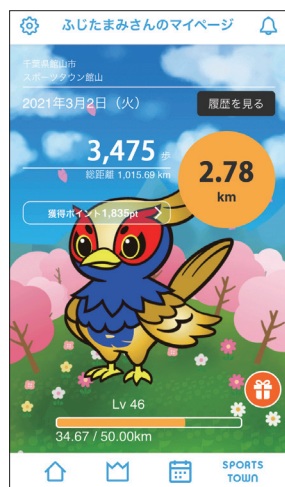 ふじたまみさんのマイページ
千葉県館山市
スポーツタウン館山
2021年3月2日（火）
履歴を見る
3,475 歩
総距離 1,015.69 km
2.78
km
獲得ポイント1,835pt
Lv 46
34.67 / 50.00km
SPORTS
TOWN